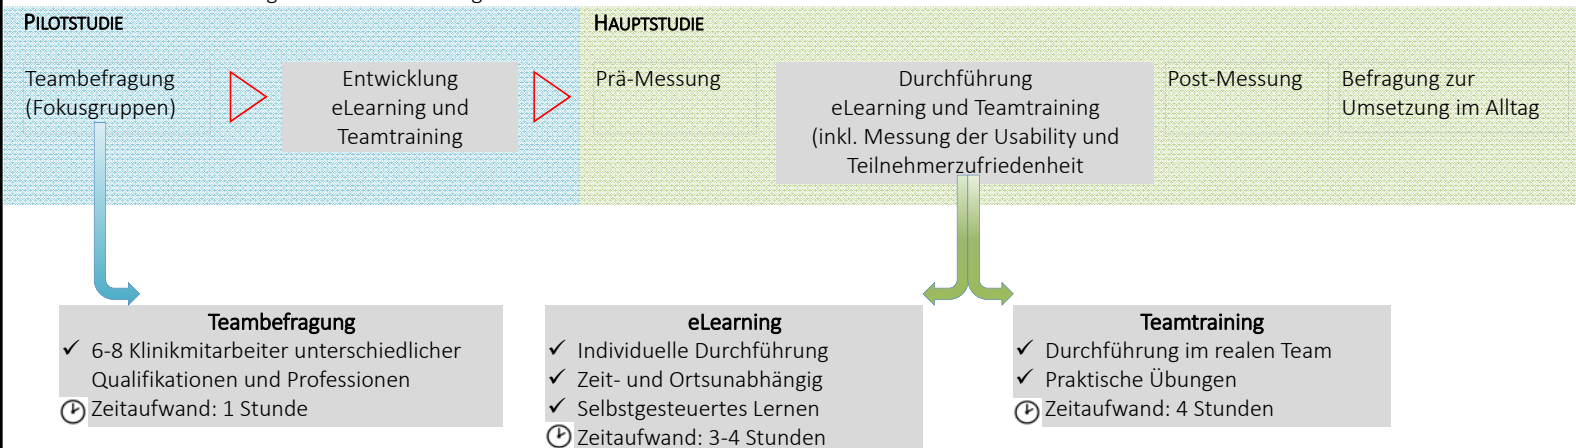 PILOTSTUDIE
Teambefragung
(Fokusgruppen)
Entwicklung
eLearning und
Teamtraining
HAUPTSTUDIE
Prä-Messung
Durchführung
eLearning und Teamtraining
(inkl. Messung der Usability und
Teilnehmerzufriedenheit
Post-Messung
Befragung zur
Umsetzung im Alltag
Teambefragung
✓ 6-8 Klinikmitarbeiter unterschiedlicher
Qualifikationen und Professionen
Zeitaufwand: 1 Stunde
eLearning
✓ Individuelle Durchführung
✓ Zeit- und Ortsunabhängig
✓ Selbstgesteuertes Lernen
Zeitaufwand: 3-4 Stunden
Teamtraining
✓ Durchführung im realen Team
✓ Praktische Übungen
Zeitaufwand: 4 Stunden